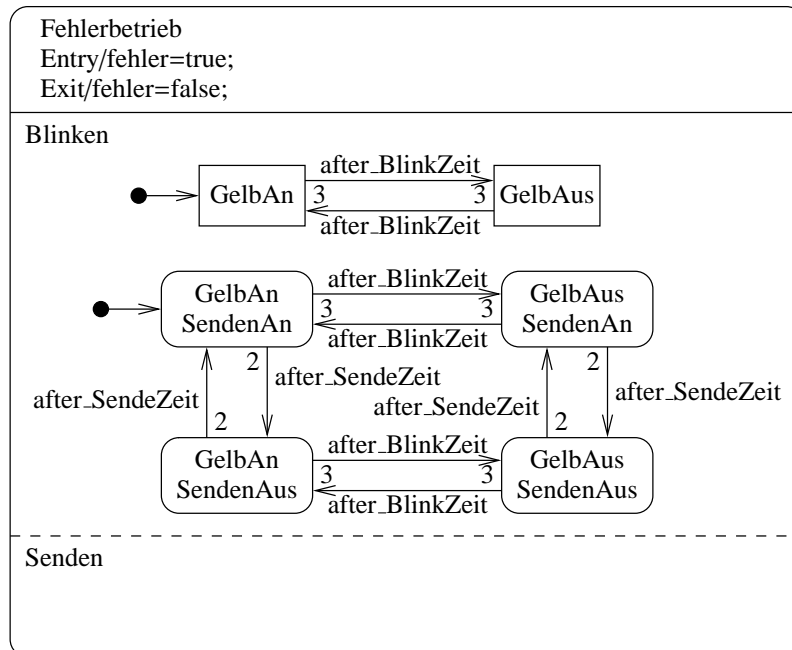 Fehlerbetrieb
Entry/fehler=true;
Exit/fehler=false;
Blinken
after_BlinkZeit
GelbAn 3 3 GelbAus
after_BlinkZeit
GelbAn after_BlinkZeit GelbAus
SendenAn 3 3 SendenAn
after_BlinkZeit
2 2
after_SendeZeit
after_SendeZeit
after_SendeZeit
after_SendeZeit
2 2
GelbAn after_BlinkZeit GelbAus
SendenAus 3 3 SendenAus
after_BlinkZeit
Senden